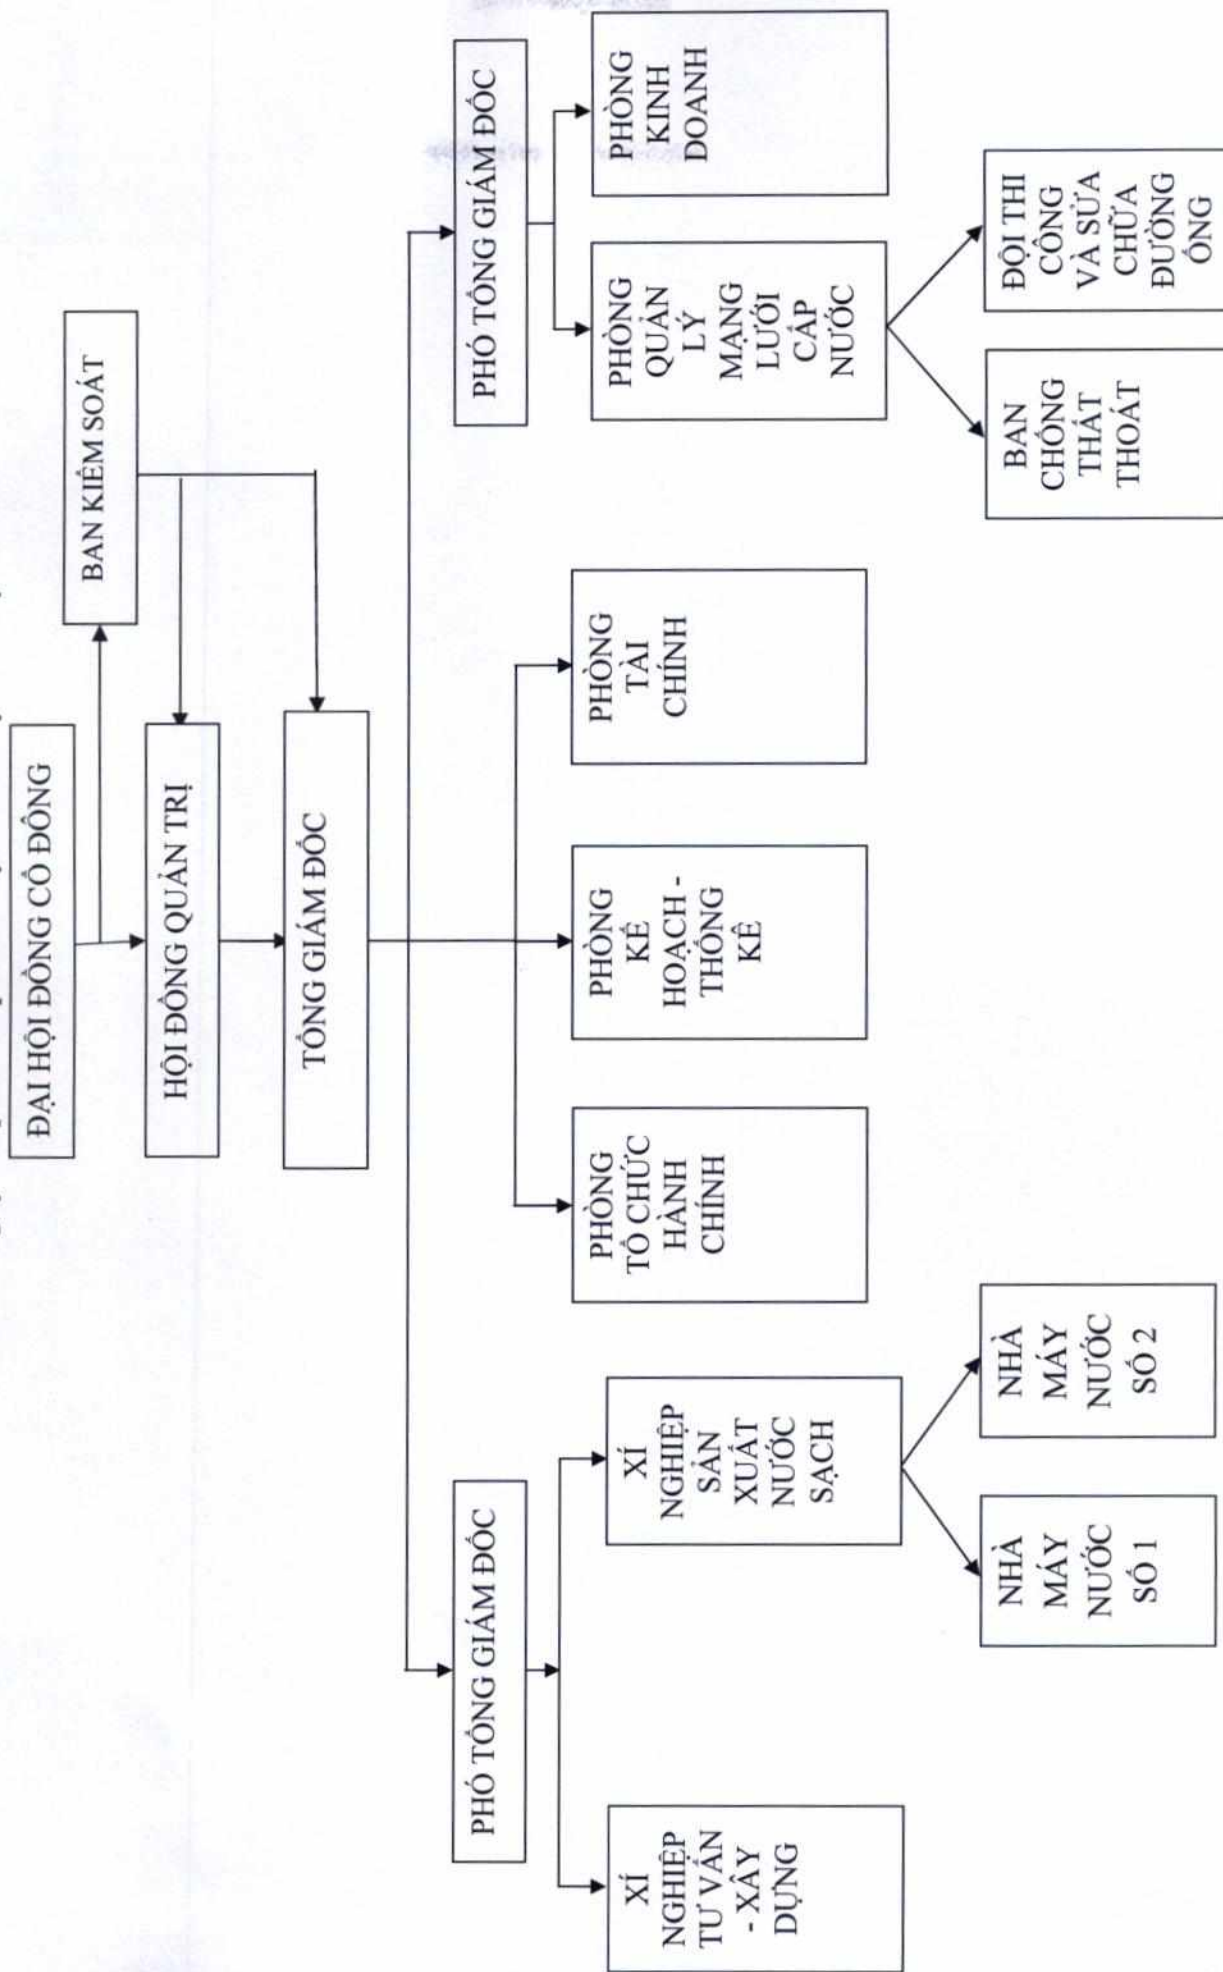 ĐẠI HỘI ĐỒNG CỔ ĐÔNG
BAN KIỂM SOÁT
HỘI ĐỒNG QUẢN TRỊ
TỔNG GIÁM ĐỐC
PHÓ TỔNG GIÁM ĐỐC
PHÓ TỔNG GIÁM ĐỐC
XÍ
NGHIỆP
TƯ VẤN
- XÂY
DỰNG
XÍ
NGHIỆP
SẢN
XUẤT
NƯỚC
SẠCH
PHÒNG
TỔ CHỨC
HÀNH
CHÍNH
PHÒNG
KẾ
HOẠCH -
THỐNG
KÊ
PHÒNG
TÀI
CHÍNH
PHÒNG
QUẢN
LÝ
MẠNG
LƯỚI
CẤP
NƯỚC
PHÒNG
KINH
DOANH
NHÀ
MÁY
NƯỚC
SỐ 1
NHÀ
MÁY
NƯỚC
SỐ 2
BAN
CHỐNG
THẤT
THOÁT
ĐỘI THI
CÔNG
VÀ SỬA
CHỮA
ĐƯỜNG
ỐNG